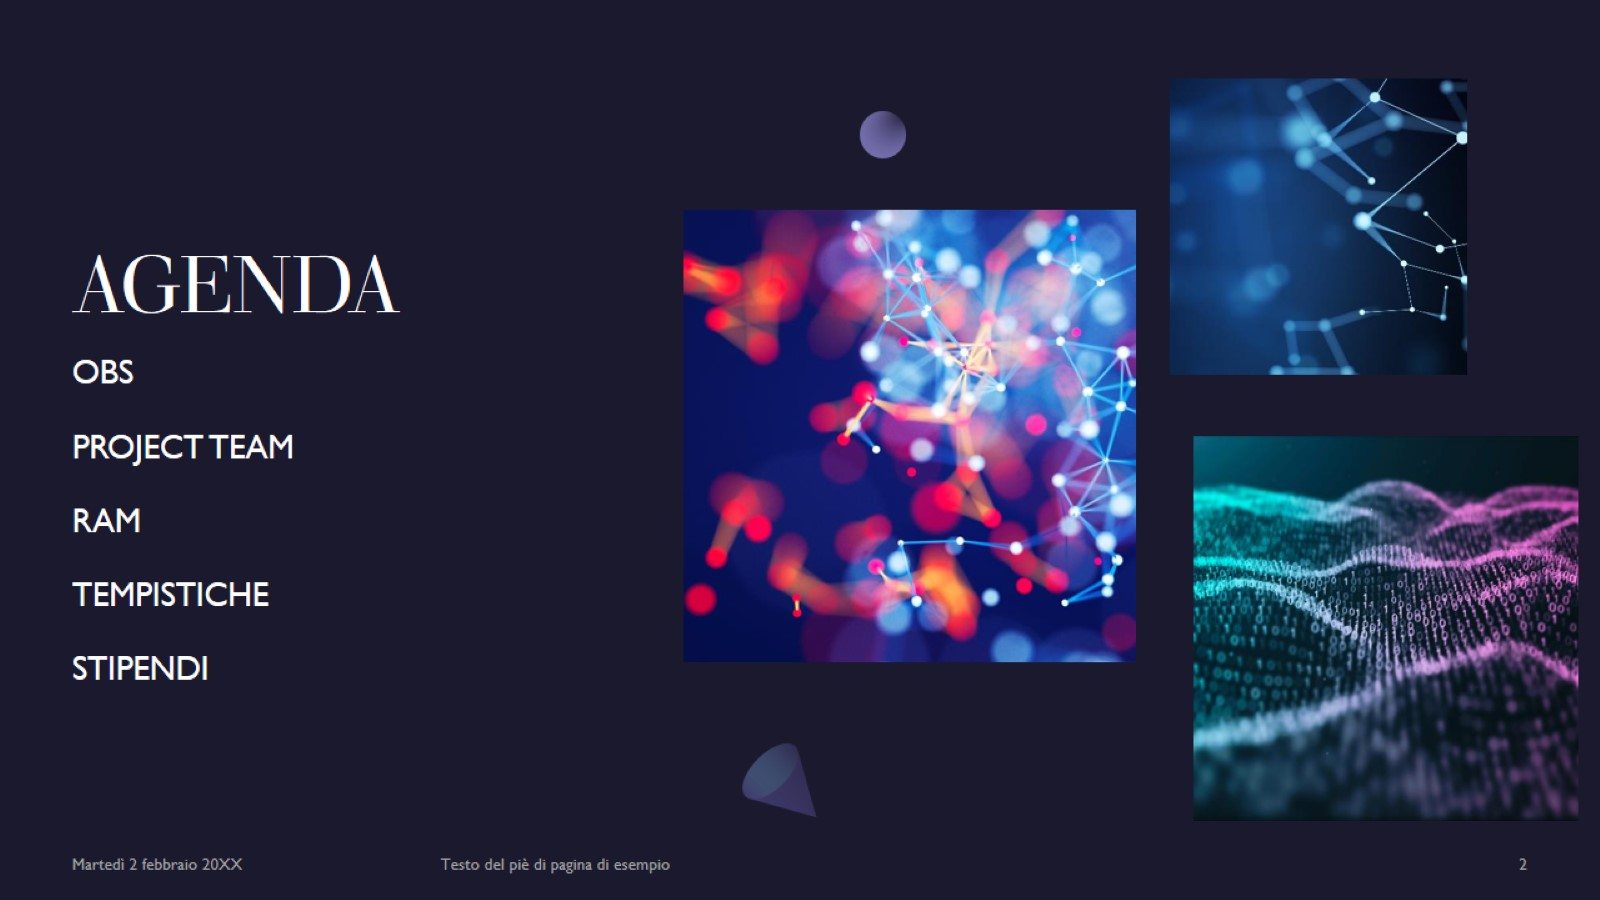 AGENDA
OBS
PROJECT TEAM
RAM
TEMPISTICHE
STIPENDI
Martedì 2 febbraio 20XX
Testo del piè di pagina di esempio
2